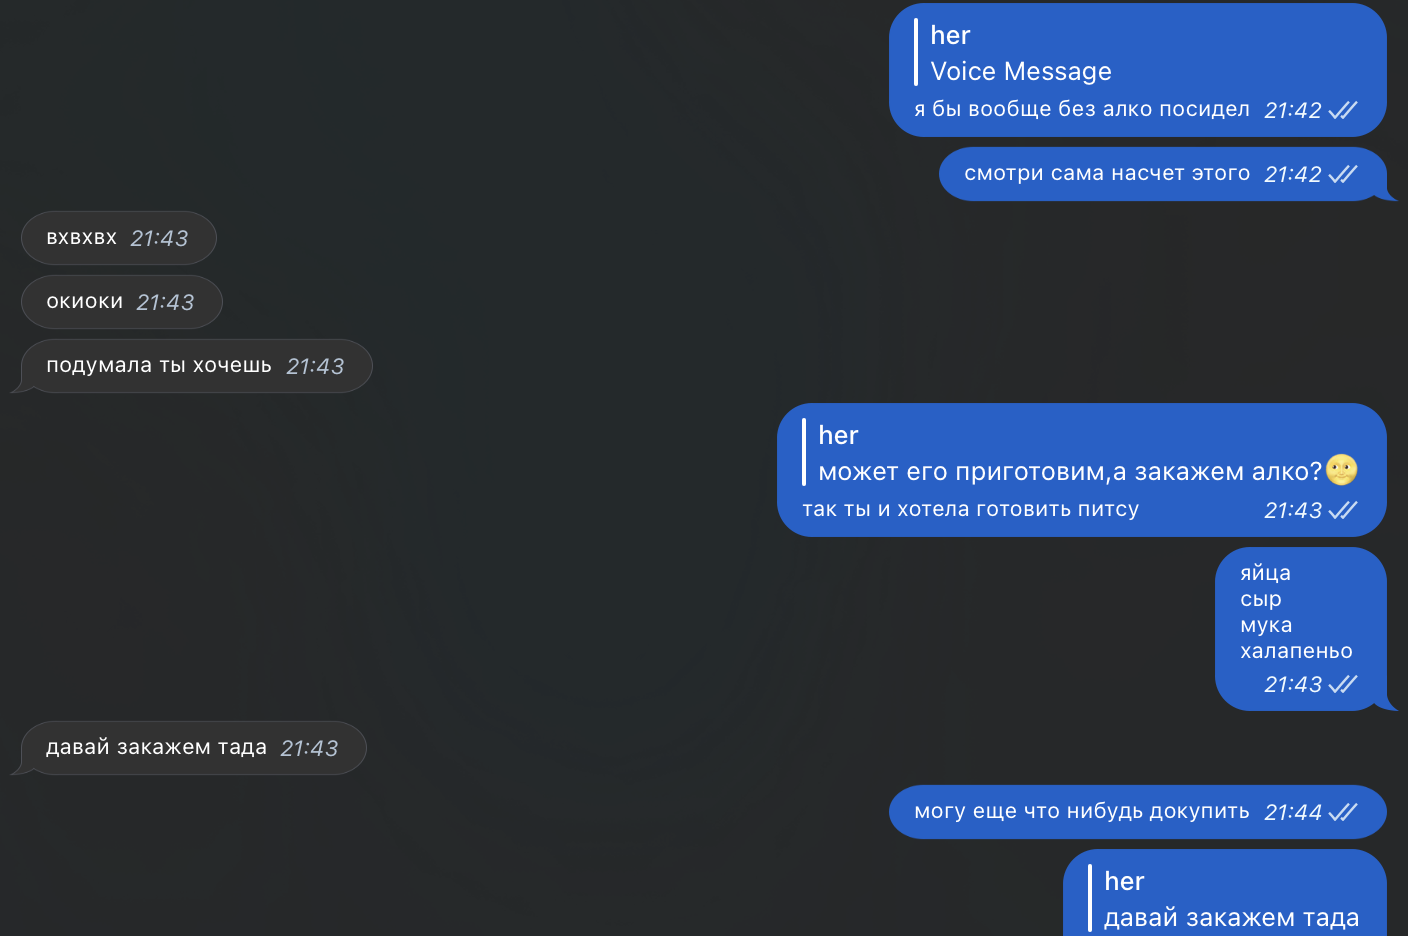 her
Voice Message
я бы вообще без алко посидел 21:42
смотри сама насчет этого 21:42
вхвхвх 21:43
окиоки 21:43
подумала ты хочешь 21:43
her
может его приготовим,а закажем алко?🌝
так ты и хотела готовить питсу 21:43
яйца
сыр
мука
халапеньо
21:43
давай закажем тада 21:43
могу еще что нибудь докупить 21:44
her
давай закажем тада